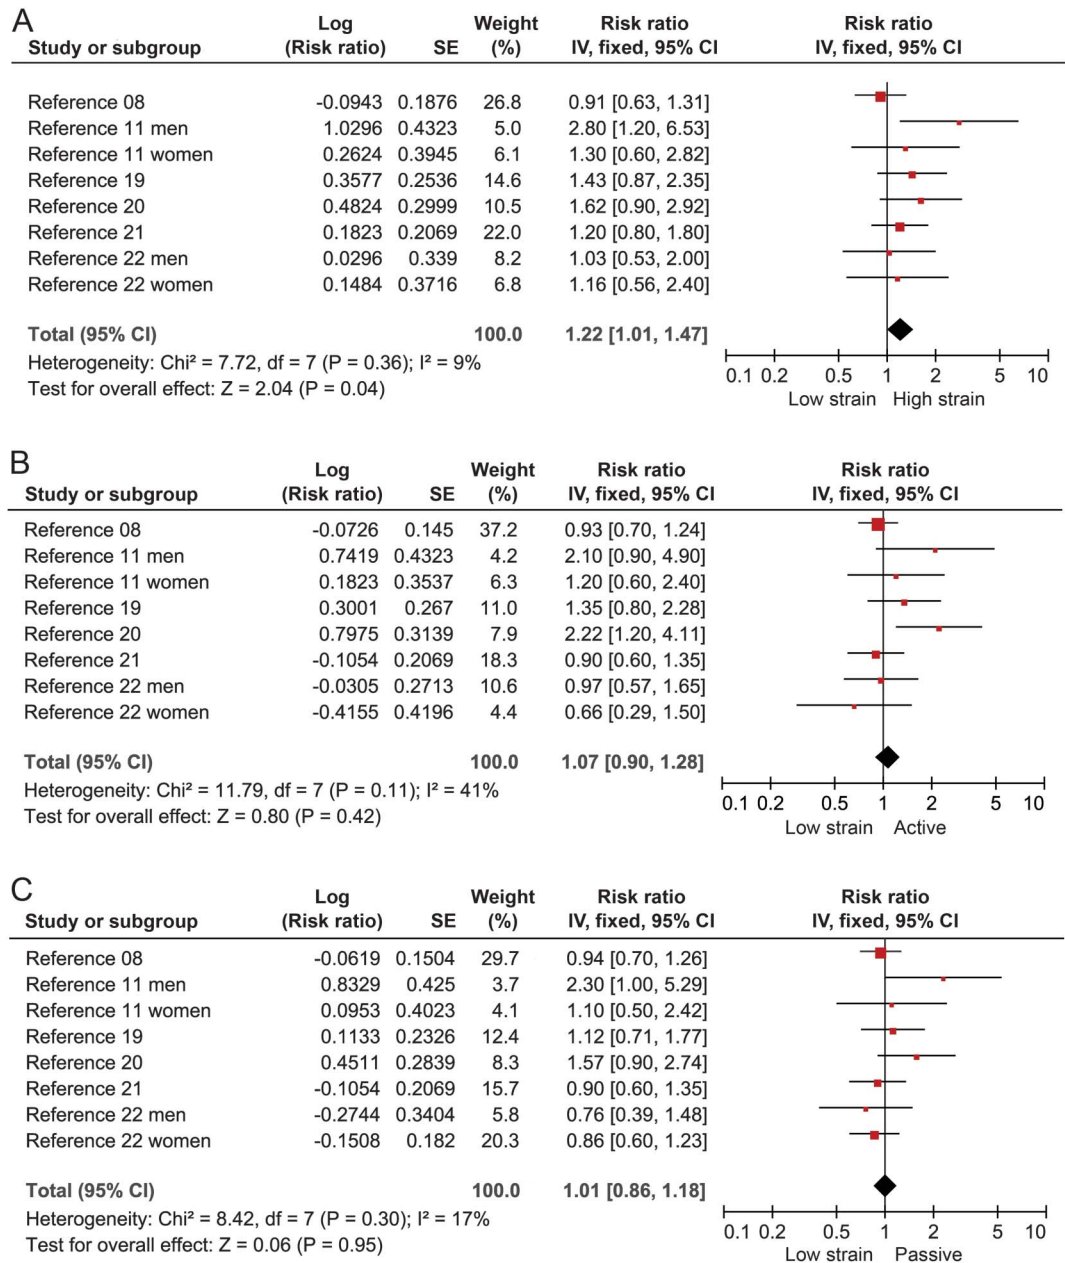 A
Log Weight Risk ratio Risk ratio
Study or subgroup (Risk ratio) SE (%) IV, fixed, 95% CI IV, fixed, 95% CI
Reference 08 -0.0943 0.1876 26.8 0.91 [0.63, 1.31]
Reference 11 men 1.0296 0.4323 5.0 2.80 [1.20, 6.53]
Reference 11 women 0.2624 0.3945 6.1 1.30 [0.60, 2.82]
Reference 19 0.3577 0.2536 14.6 1.43 [0.87, 2.35]
Reference 20 0.4824 0.2999 10.5 1.62 [0.90, 2.92]
Reference 21 0.1823 0.2069 22.0 1.20 [0.80, 1.80]
Reference 22 men 0.0296 0.339 8.2 1.03 [0.53, 2.00]
Reference 22 women 0.1484 0.3716 6.8 1.16 [0.56, 2.40]
Total (95% CI) 100.0 1.22 [1.01, 1.47]
Heterogeneity: Chi² = 7.72, df = 7 (P = 0.36); I² = 9%
Test for overall effect: Z = 2.04 (P = 0.04)
0.1 0.2 0.5 1 2 5 10
Low strain High strain
B
Log Weight Risk ratio Risk ratio
Study or subgroup (Risk ratio) SE (%) IV, fixed, 95% CI IV, fixed, 95% CI
Reference 08 -0.0726 0.145 37.2 0.93 [0.70, 1.24]
Reference 11 men 0.7419 0.4323 4.2 2.10 [0.90, 4.90]
Reference 11 women 0.1823 0.3537 6.3 1.20 [0.60, 2.40]
Reference 19 0.3001 0.267 11.0 1.35 [0.80, 2.28]
Reference 20 0.7975 0.3139 7.9 2.22 [1.20, 4.11]
Reference 21 -0.1054 0.2069 18.3 0.90 [0.60, 1.35]
Reference 22 men -0.0305 0.2713 10.6 0.97 [0.57, 1.65]
Reference 22 women -0.4155 0.4196 4.4 0.66 [0.29, 1.50]
Total (95% CI) 100.0 1.07 [0.90, 1.28]
Heterogeneity: Chi² = 11.79, df = 7 (P = 0.11); I² = 41%
Test for overall effect: Z = 0.80 (P = 0.42)
0.1 0.2 0.5 1 2 5 10
Low strain Active
C
Log Weight Risk ratio Risk ratio
Study or subgroup (Risk ratio) SE (%) IV, fixed, 95% CI IV, fixed, 95% CI
Reference 08 -0.0619 0.1504 29.7 0.94 [0.70, 1.26]
Reference 11 men 0.8329 0.425 3.7 2.30 [1.00, 5.29]
Reference 11 women 0.0953 0.4023 4.1 1.10 [0.50, 2.42]
Reference 19 0.1133 0.2326 12.4 1.12 [0.71, 1.77]
Reference 20 0.4511 0.2839 8.3 1.57 [0.90, 2.74]
Reference 21 -0.1054 0.2069 15.7 0.90 [0.60, 1.35]
Reference 22 men -0.2744 0.3404 5.8 0.76 [0.39, 1.48]
Reference 22 women -0.1508 0.182 20.3 0.86 [0.60, 1.23]
Total (95% CI) 100.0 1.01 [0.86, 1.18]
Heterogeneity: Chi² = 8.42, df = 7 (P = 0.30); I² = 17%
Test for overall effect: Z = 0.06 (P = 0.95)
0.1 0.2 0.5 1 2 5 10
Low strain Passive